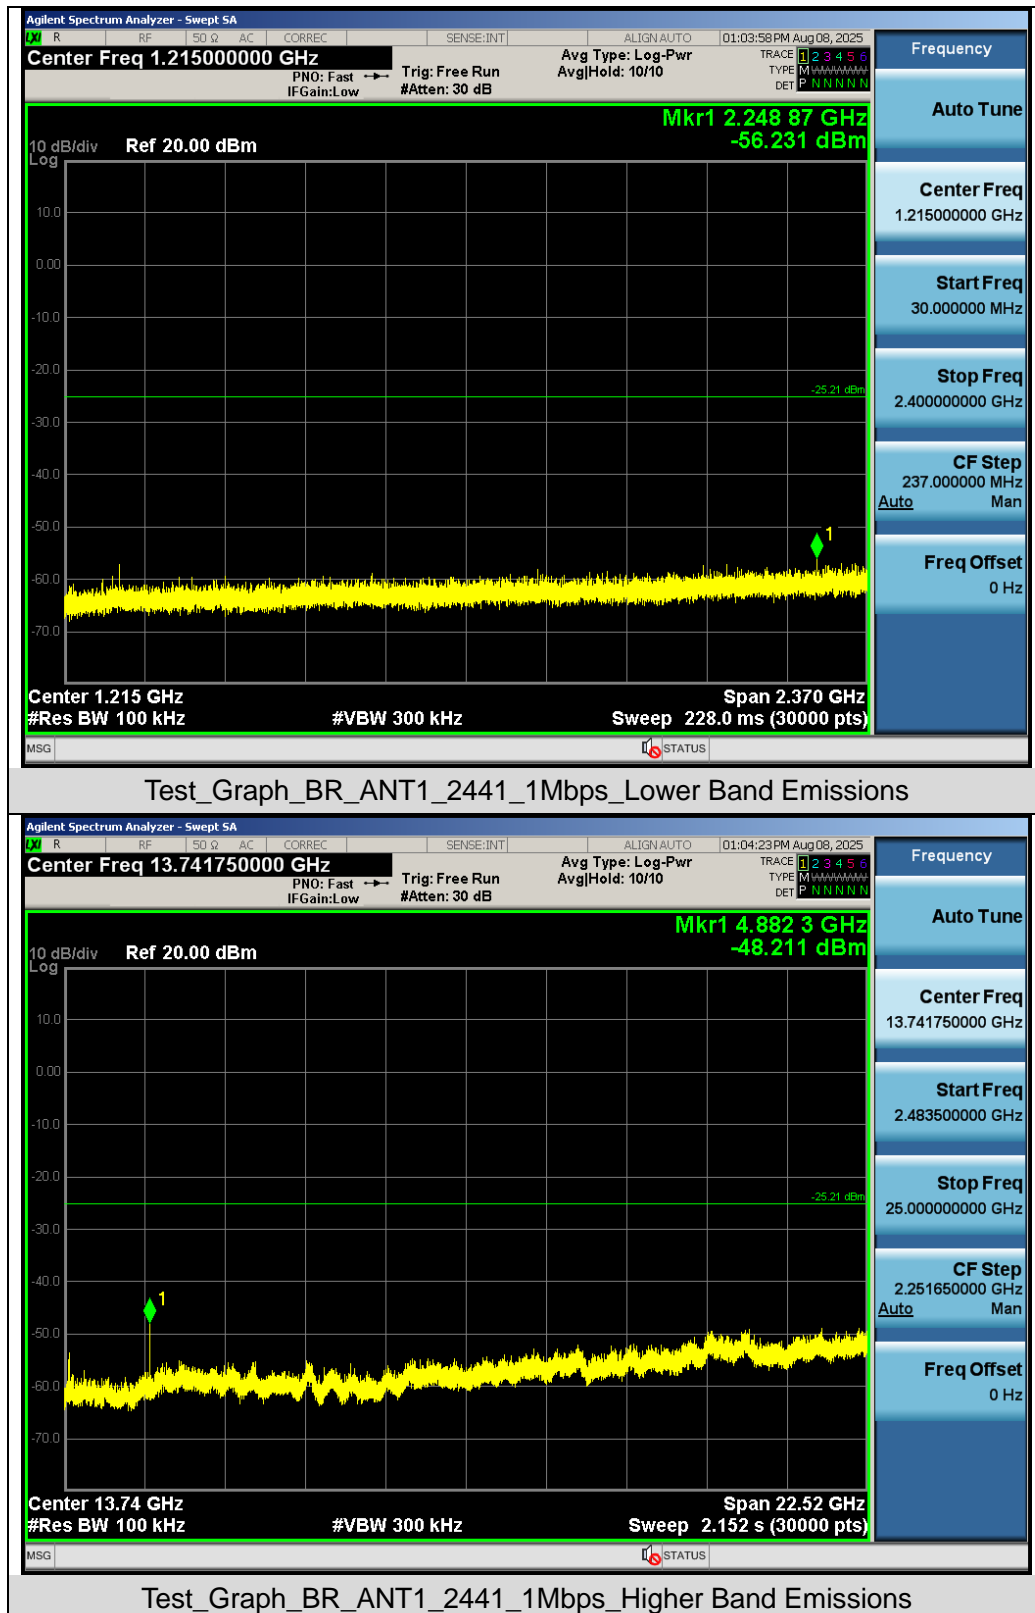 Agilent Spectrum Analyzer - Swept SA
LXI R RF 50 Ω AC CORREC SENSE:INT ALIGN AUTO 01:03:58 PM Aug 08, 2025
Center Freq 1.215000000 GHz
PNO: Fast Trig: Free Run
IFGain:Low #Atten: 30 dB
Avg Type: Log-Pwr
Avg|Hold: 10/10
TRACE 1 2 3 4 5 6
TYPE M WWWWW
DET P N N N N N
Mkr1 2.248 87 GHz
-56.231 dBm
10 dB/div Ref 20.00 dBm
Log
10.0
0.00
-10.0
-20.0
-25.21 dBm
-30.0
-40.0
-50.0
1
-60.0
-70.0
Center 1.215 GHz Span 2.370 GHz
#Res BW 100 kHz #VBW 300 kHz Sweep 228.0 ms (30000 pts)
MSG STATUS
Frequency
Auto Tune
Center Freq
1.215000000 GHz
Start Freq
30.000000 MHz
Stop Freq
2.400000000 GHz
CF Step
237.000000 MHz
Auto Man
Freq Offset
0 Hz
Test_Graph_BR_ANT1_2441_1Mbps_Lower Band Emissions
Agilent Spectrum Analyzer - Swept SA
LXI R RF 50 Ω AC CORREC SENSE:INT ALIGN AUTO 01:04:23 PM Aug 08, 2025
Center Freq 13.741750000 GHz
PNO: Fast Trig: Free Run
IFGain:Low #Atten: 30 dB
Avg Type: Log-Pwr
Avg|Hold: 10/10
TRACE 1 2 3 4 5 6
TYPE M WWWWW
DET P N N N N N
Mkr1 4.882 3 GHz
-48.211 dBm
10 dB/div Ref 20.00 dBm
Log
10.0
0.00
-10.0
-20.0
-25.21 dBm
-30.0
-40.0
1
-50.0
-60.0
-70.0
Center 13.74 GHz Span 22.52 GHz
#Res BW 100 kHz #VBW 300 kHz Sweep 2.152 s (30000 pts)
MSG STATUS
Frequency
Auto Tune
Center Freq
13.741750000 GHz
Start Freq
2.483500000 GHz
Stop Freq
25.000000000 GHz
CF Step
2.251650000 GHz
Auto Man
Freq Offset
0 Hz
Test_Graph_BR_ANT1_2441_1Mbps_Higher Band Emissions